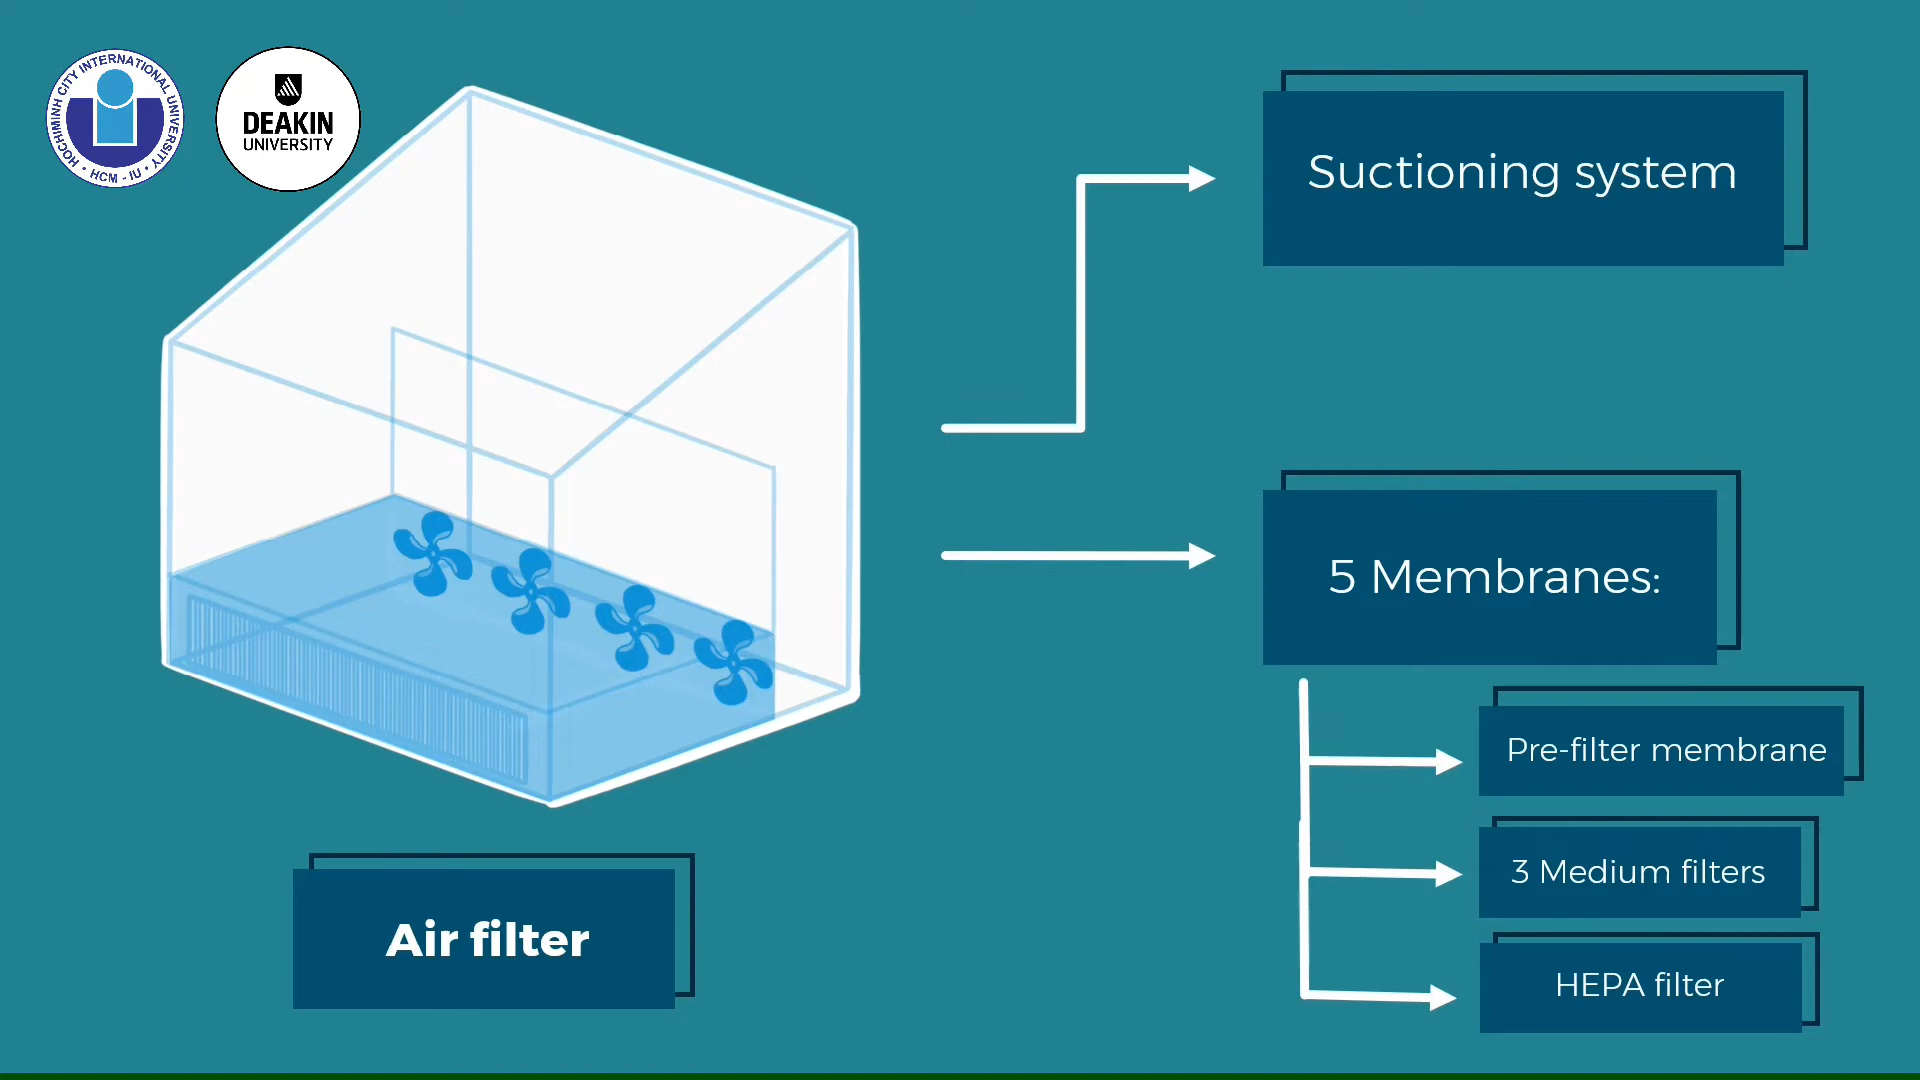 HOCHIMINH CITY INTERNATIONAL UNIVERSITY
• HCM - IU •
DEAKIN
UNIVERSITY
Suctioning system
5 Membranes:
Pre-filter membrane
3 Medium filters
HEPA filter
Air filter